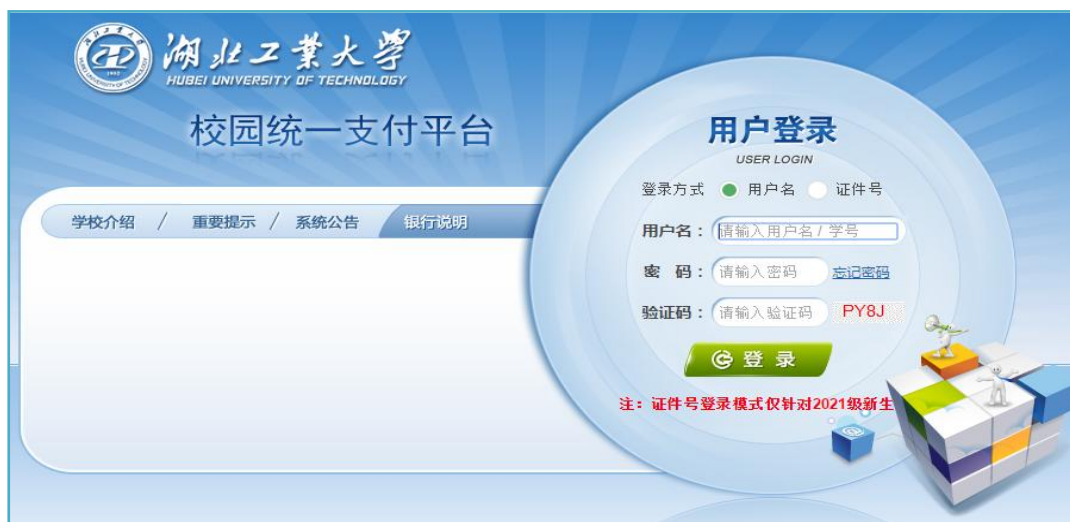 湖北工業大學
HUBEI UNIVERSITY OF TECHNOLOGY
校园统一支付平台
学校介绍 / 重要提示 / 系统公告 银行说明
用户登录
USER LOGIN
登录方式 用户名 证件号
用户名： 请输入用户名 / 学号
密 码： 请输入密码 忘记密码
验证码： 请输入验证码 PY8J
登 录
注：证件号登录模式仅针对2021级新生
@